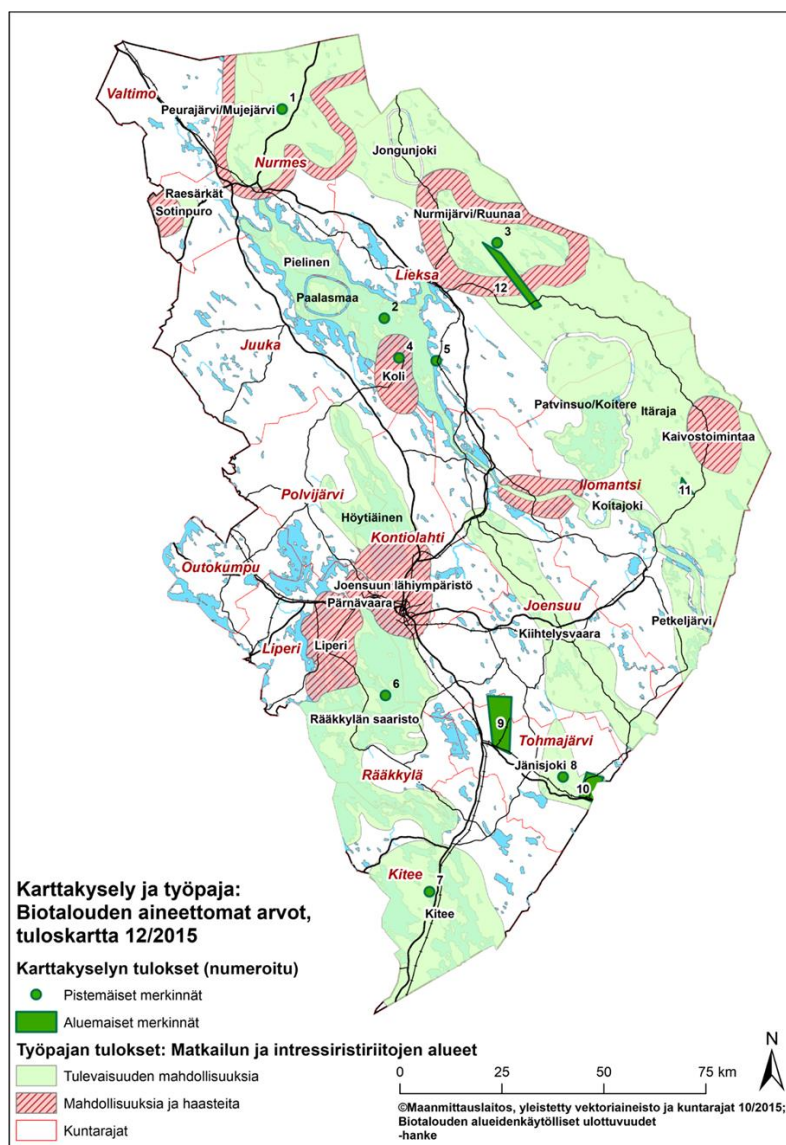 Valtimo
1
Peurajärvi/Mujejärvi
Jongunjoki
Nurmes
Raesärkät
Sotinpuro
Nurmijärvi/Ruunaa
3
Pielinen
Lieksa
12
Paalasmaa
2
Juuka
4
5
Koli
Patvinsuo/Koitere
Itäraja
Kaivostoimintaa
Polvijärvi
Ilomantsi
11
Koitajoki
Höytiäinen
Kontiolahti
Outokumpu
Joensuun lähiympäristö
Pärnävaara
Joensuu
Petkeljärvi
Kiihtelysvaara
Liperi
Liperi
6
Rääkkylän saaristo
9
Tohmajärvi
Jänisjoki 8
Rääkkylä
10
Kitee
7
Kitee
Karttakysely ja työpaja:
Biotalouden aineettomat arvot,
tuloskartta 12/2015
Karttakyselyn tulokset (numeroitu)
Pistemäiset merkinnät
Aluemaiset merkinnät
Työpajan tulokset: Matkailun ja intressiristiriitojen alueet
Tulevaisuuden mahdollisuuksia
Mahdollisuuksia ja haasteita
Kuntarajat
N
0 25 50 75 km
©Maanmittauslaitos, yleistetty vektoriaineisto ja kuntarajat 10/2015;
Biotalouden alueidenkäytölliset ulottuvuudet
-hanke